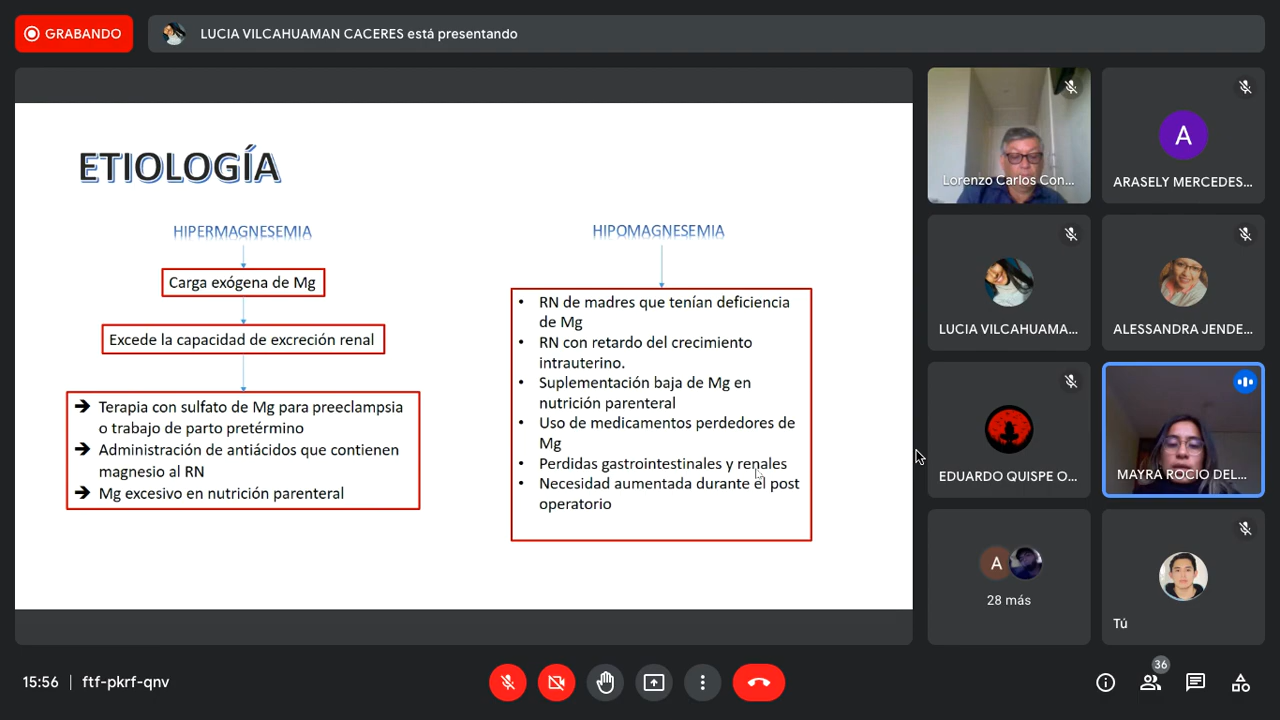 GRABANDO
LUCIA VILCAHUAMAN CACERES está presentando
ETIOLOGÍA
HIPERMAGNESEMIA
Carga exógena de Mg
Excede la capacidad de excreción renal
➔ Terapia con sulfato de Mg para preeclampsia
o trabajo de parto pretérmino
➔ Administración de antiácidos que contienen
magnesio al RN
➔ Mg excesivo en nutrición parenteral
HIPOMAGNESEMIA
• RN de madres que tenían deficiencia
de Mg
• RN con retardo del crecimiento
intrauterino.
• Suplementación baja de Mg en
nutrición parenteral
• Uso de medicamentos perdedores de
Mg
• Perdidas gastrointestinales y renales
• Necesidad aumentada durante el post
operatorio
Lorenzo Carlos Con...
A
ARASELY MERCEDES...
LUCIA VILCAHUAMA...
ALESSANDRA JENDE...
EDUARDO QUISPE O...
MAYRA ROCIO DEL...
A
28 más
Tú
15:56 | ftf-pkrf-qnv
36